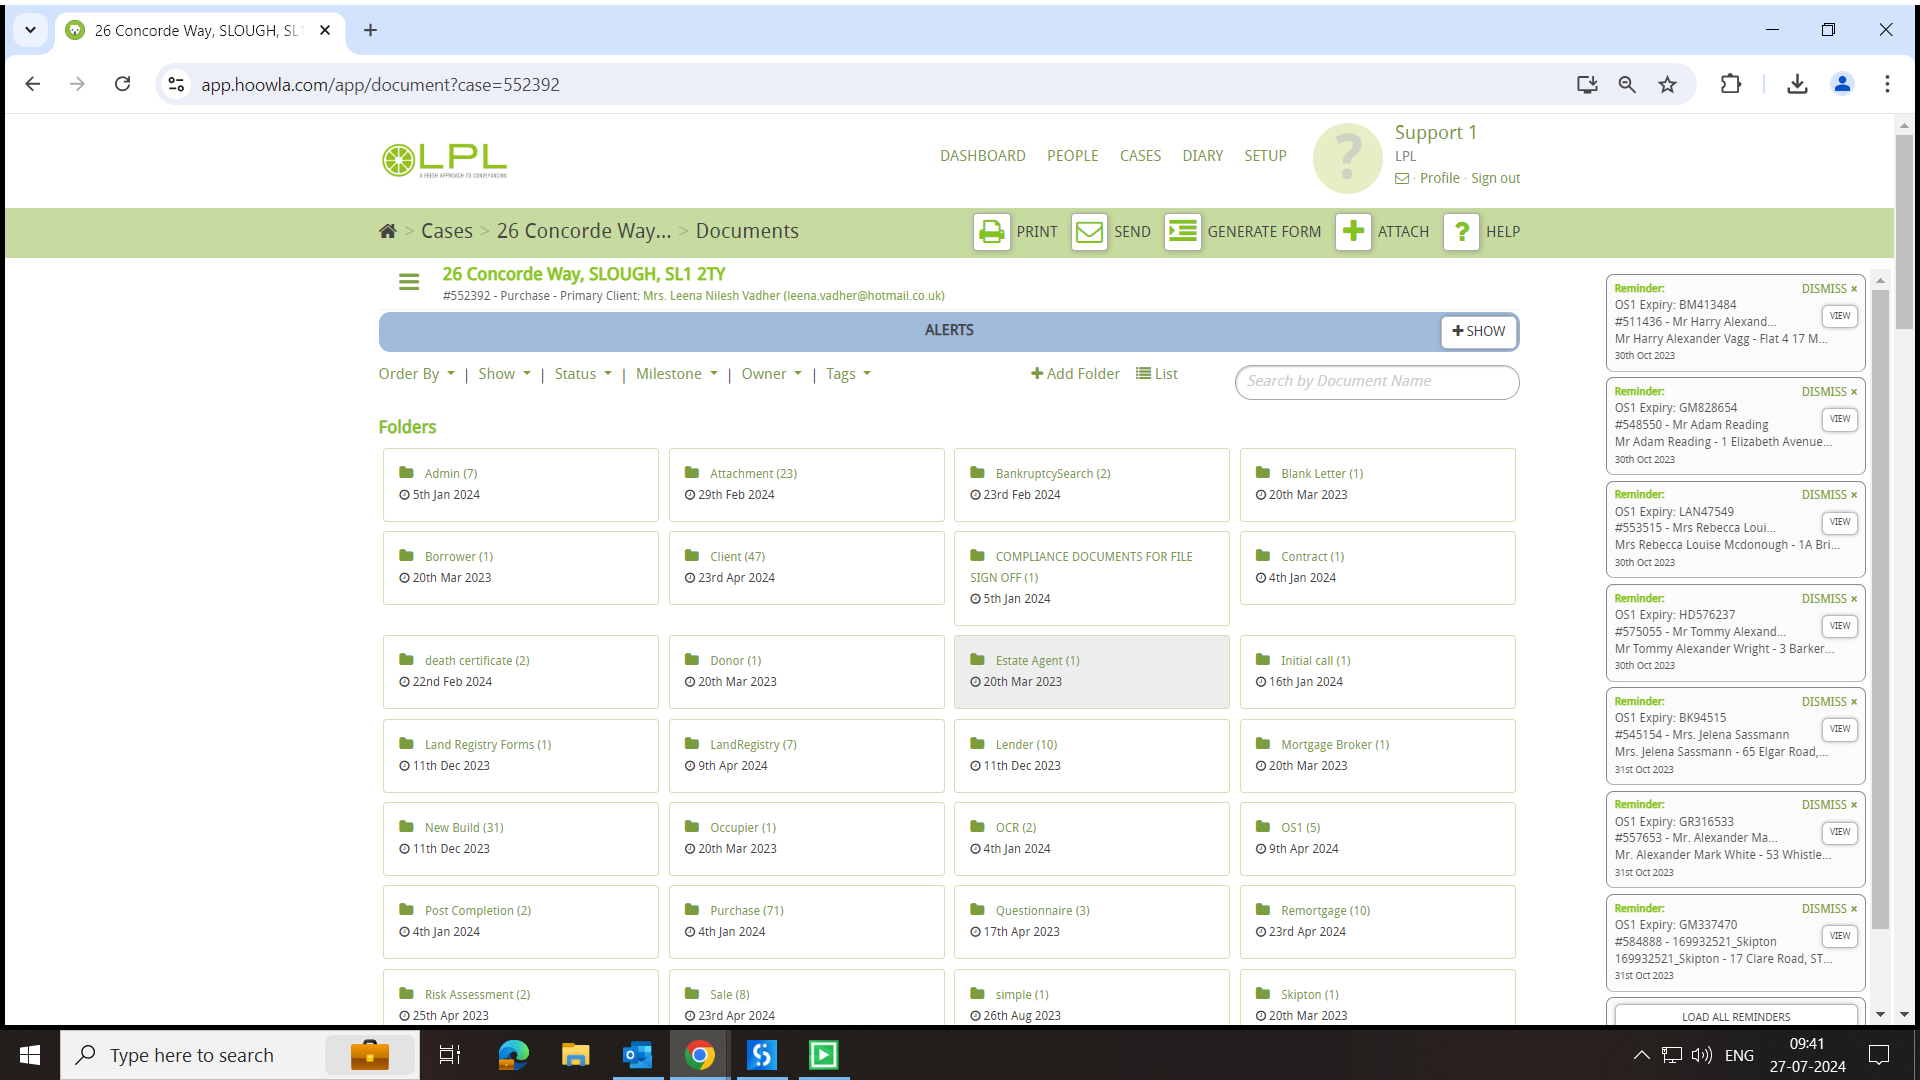 26 Concorde Way, SLOUGH, SL1
app.hoowla.com/app/document?case=552392
LPL
A FRESH APPROACH TO CONVEYANCING
DASHBOARD PEOPLE CASES DIARY SETUP
?
Support 1
LPL
· Profile · Sign out
> Cases > 26 Concorde Way... > Documents
PRINT SEND GENERATE FORM ATTACH ? HELP
26 Concorde Way, SLOUGH, SL1 2TY
#552392 - Purchase - Primary Client: Mrs. Leena Nilesh Vadher (leena.vadher@hotmail.co.uk)
ALERTS
SHOW
Order By | Show | Status | Milestone | Owner | Tags
Add Folder List
Search by Document Name
Folders
Admin (7)
5th Jan 2024
Attachment (23)
29th Feb 2024
BankruptcySearch (2)
23rd Feb 2024
Blank Letter (1)
20th Mar 2023
Borrower (1)
20th Mar 2023
Client (47)
23rd Apr 2024
COMPLIANCE DOCUMENTS FOR FILE
SIGN OFF (1)
5th Jan 2024
Contract (1)
4th Jan 2024
death certificate (2)
22nd Feb 2024
Donor (1)
20th Mar 2023
Estate Agent (1)
20th Mar 2023
Initial call (1)
16th Jan 2024
Land Registry Forms (1)
11th Dec 2023
LandRegistry (7)
9th Apr 2024
Lender (10)
11th Dec 2023
Mortgage Broker (1)
20th Mar 2023
New Build (31)
11th Dec 2023
Occupier (1)
20th Mar 2023
OCR (2)
4th Jan 2024
OS1 (5)
9th Apr 2024
Post Completion (2)
4th Jan 2024
Purchase (71)
4th Jan 2024
Questionnaire (3)
17th Apr 2023
Remortgage (10)
23rd Apr 2024
Risk Assessment (2)
25th Apr 2023
Sale (8)
23rd Apr 2024
simple (1)
26th Aug 2023
Skipton (1)
20th Mar 2023
Reminder: DISMISS ×
OS1 Expiry: BM413484
#511436 - Mr Harry Alexand...
VIEW
Mr Harry Alexander Vagg - Flat 4 17 M...
30th Oct 2023
Reminder: DISMISS ×
OS1 Expiry: GM828654
#548550 - Mr Adam Reading
VIEW
Mr Adam Reading - 1 Elizabeth Avenue...
30th Oct 2023
Reminder: DISMISS ×
OS1 Expiry: LAN47549
#553515 - Mrs Rebecca Loui...
VIEW
Mrs Rebecca Louise Mcdonough - 1A Bri...
30th Oct 2023
Reminder: DISMISS ×
OS1 Expiry: HD576237
#575055 - Mr Tommy Alexand...
VIEW
Mr Tommy Alexander Wright - 3 Barker...
30th Oct 2023
Reminder: DISMISS ×
OS1 Expiry: BK94515
#545154 - Mrs. Jelena Sassmann
VIEW
Mrs. Jelena Sassmann - 65 Elgar Road,...
31st Oct 2023
Reminder: DISMISS ×
OS1 Expiry: GR316533
#557653 - Mr. Alexander Ma...
VIEW
Mr. Alexander Mark White - 53 Whistle...
31st Oct 2023
Reminder: DISMISS ×
OS1 Expiry: GM337470
#584888 - 169932521_Skipton
VIEW
169932521_Skipton - 17 Clare Road, ST...
31st Oct 2023
LOAD ALL REMINDERS
Type here to search
ENG
09:41
27-07-2024